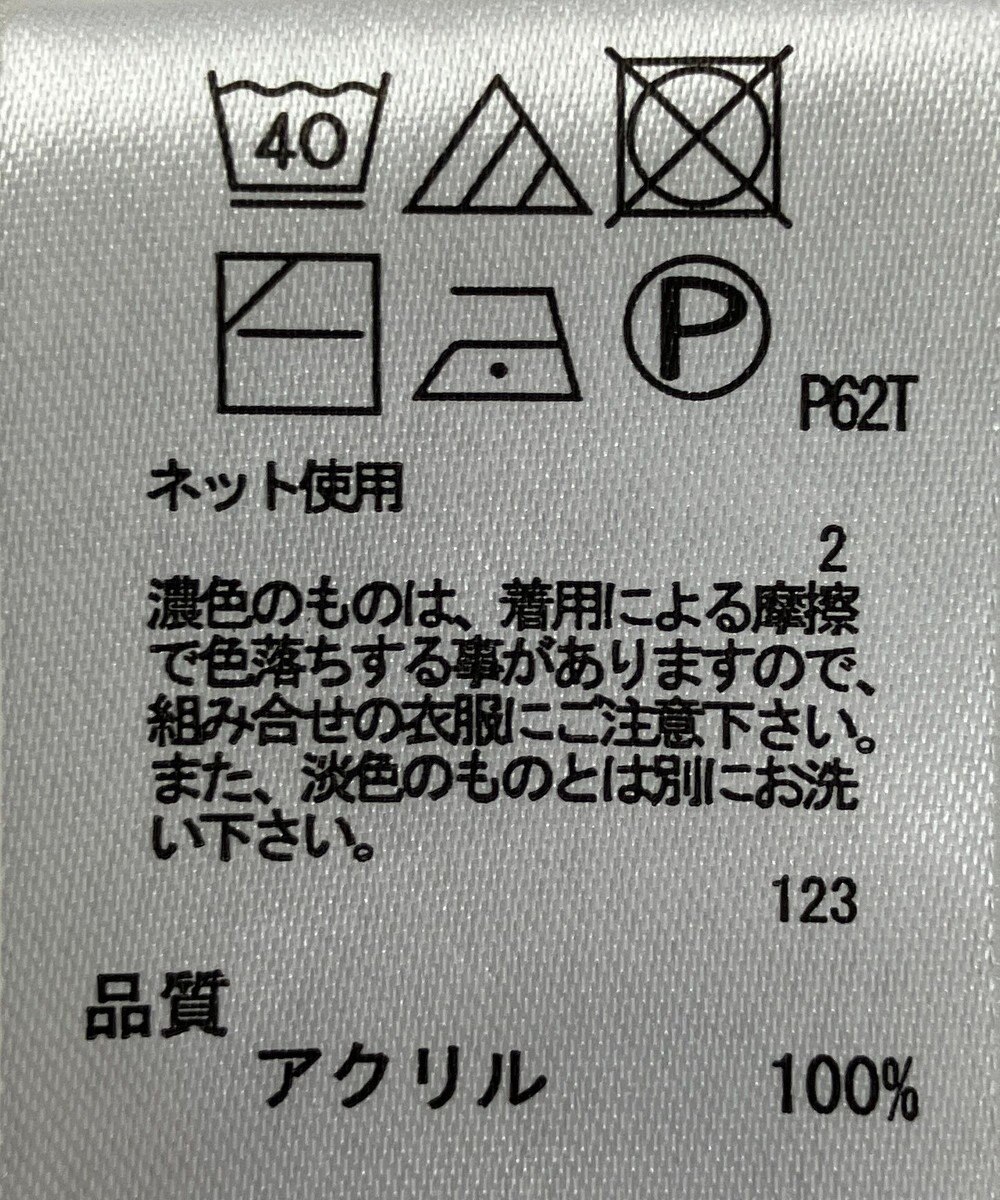 40
P
P62T
ネット使用
2
濃色のものは、着用による摩擦
で色落ちする事がありますので、
組み合せの衣服にご注意下さい。
また、淡色のものとは別にお洗
い下さい。
123
品質
アクリル 100%